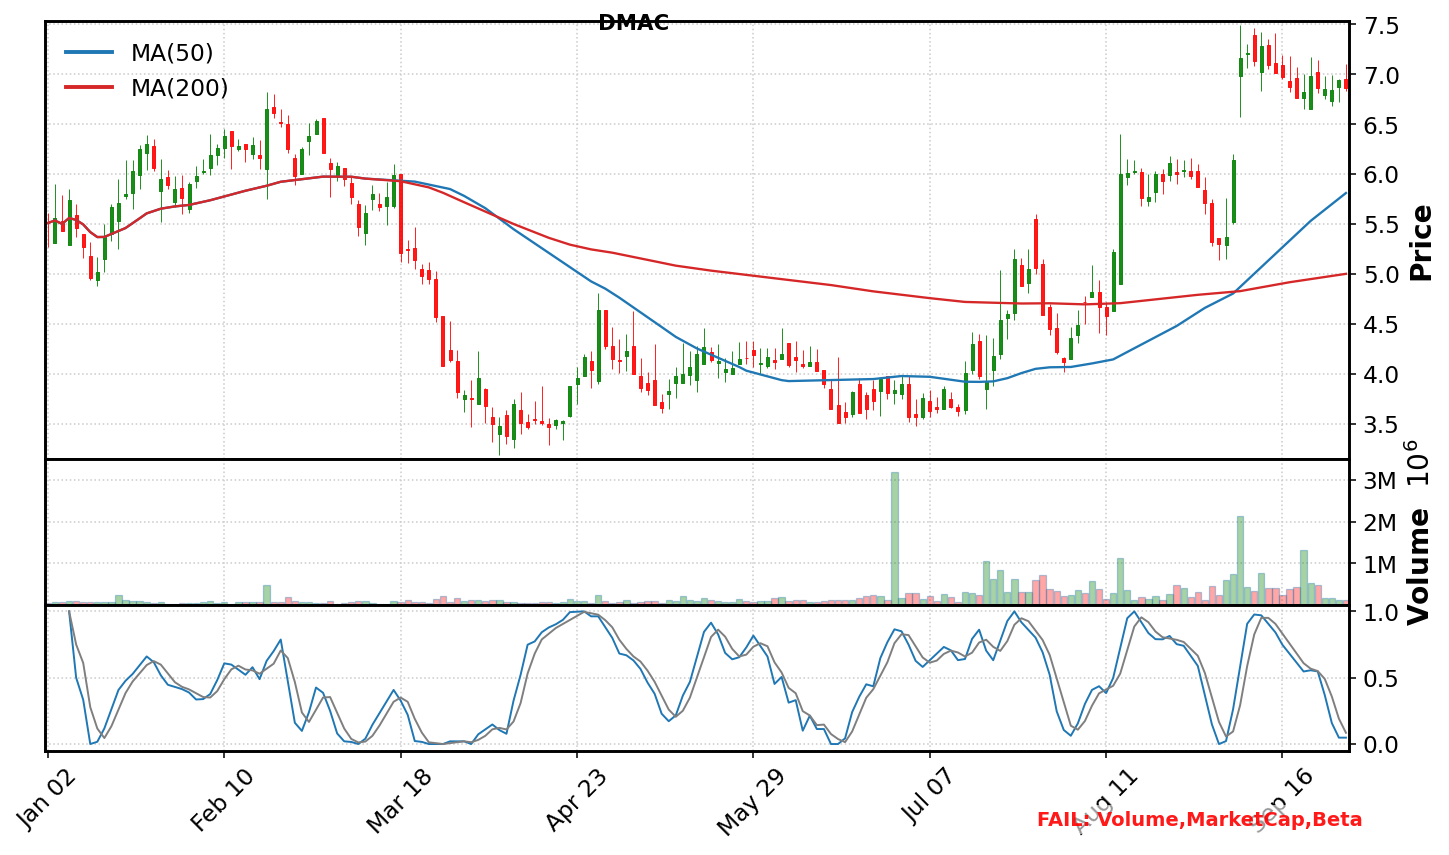 DMAC
MA(50)
MA(200)
7.5
7.0
6.5
6.0
5.5
5.0
4.5
4.0
3.5
Price
3M
2M
1M
Volume 10^6
1.0
0.5
0.0
Jan 02
Feb 10
Mar 18
Apr 23
May 29
Jul 07
Aug 11
Sep 16
FAIL: Volume,MarketCap,Beta